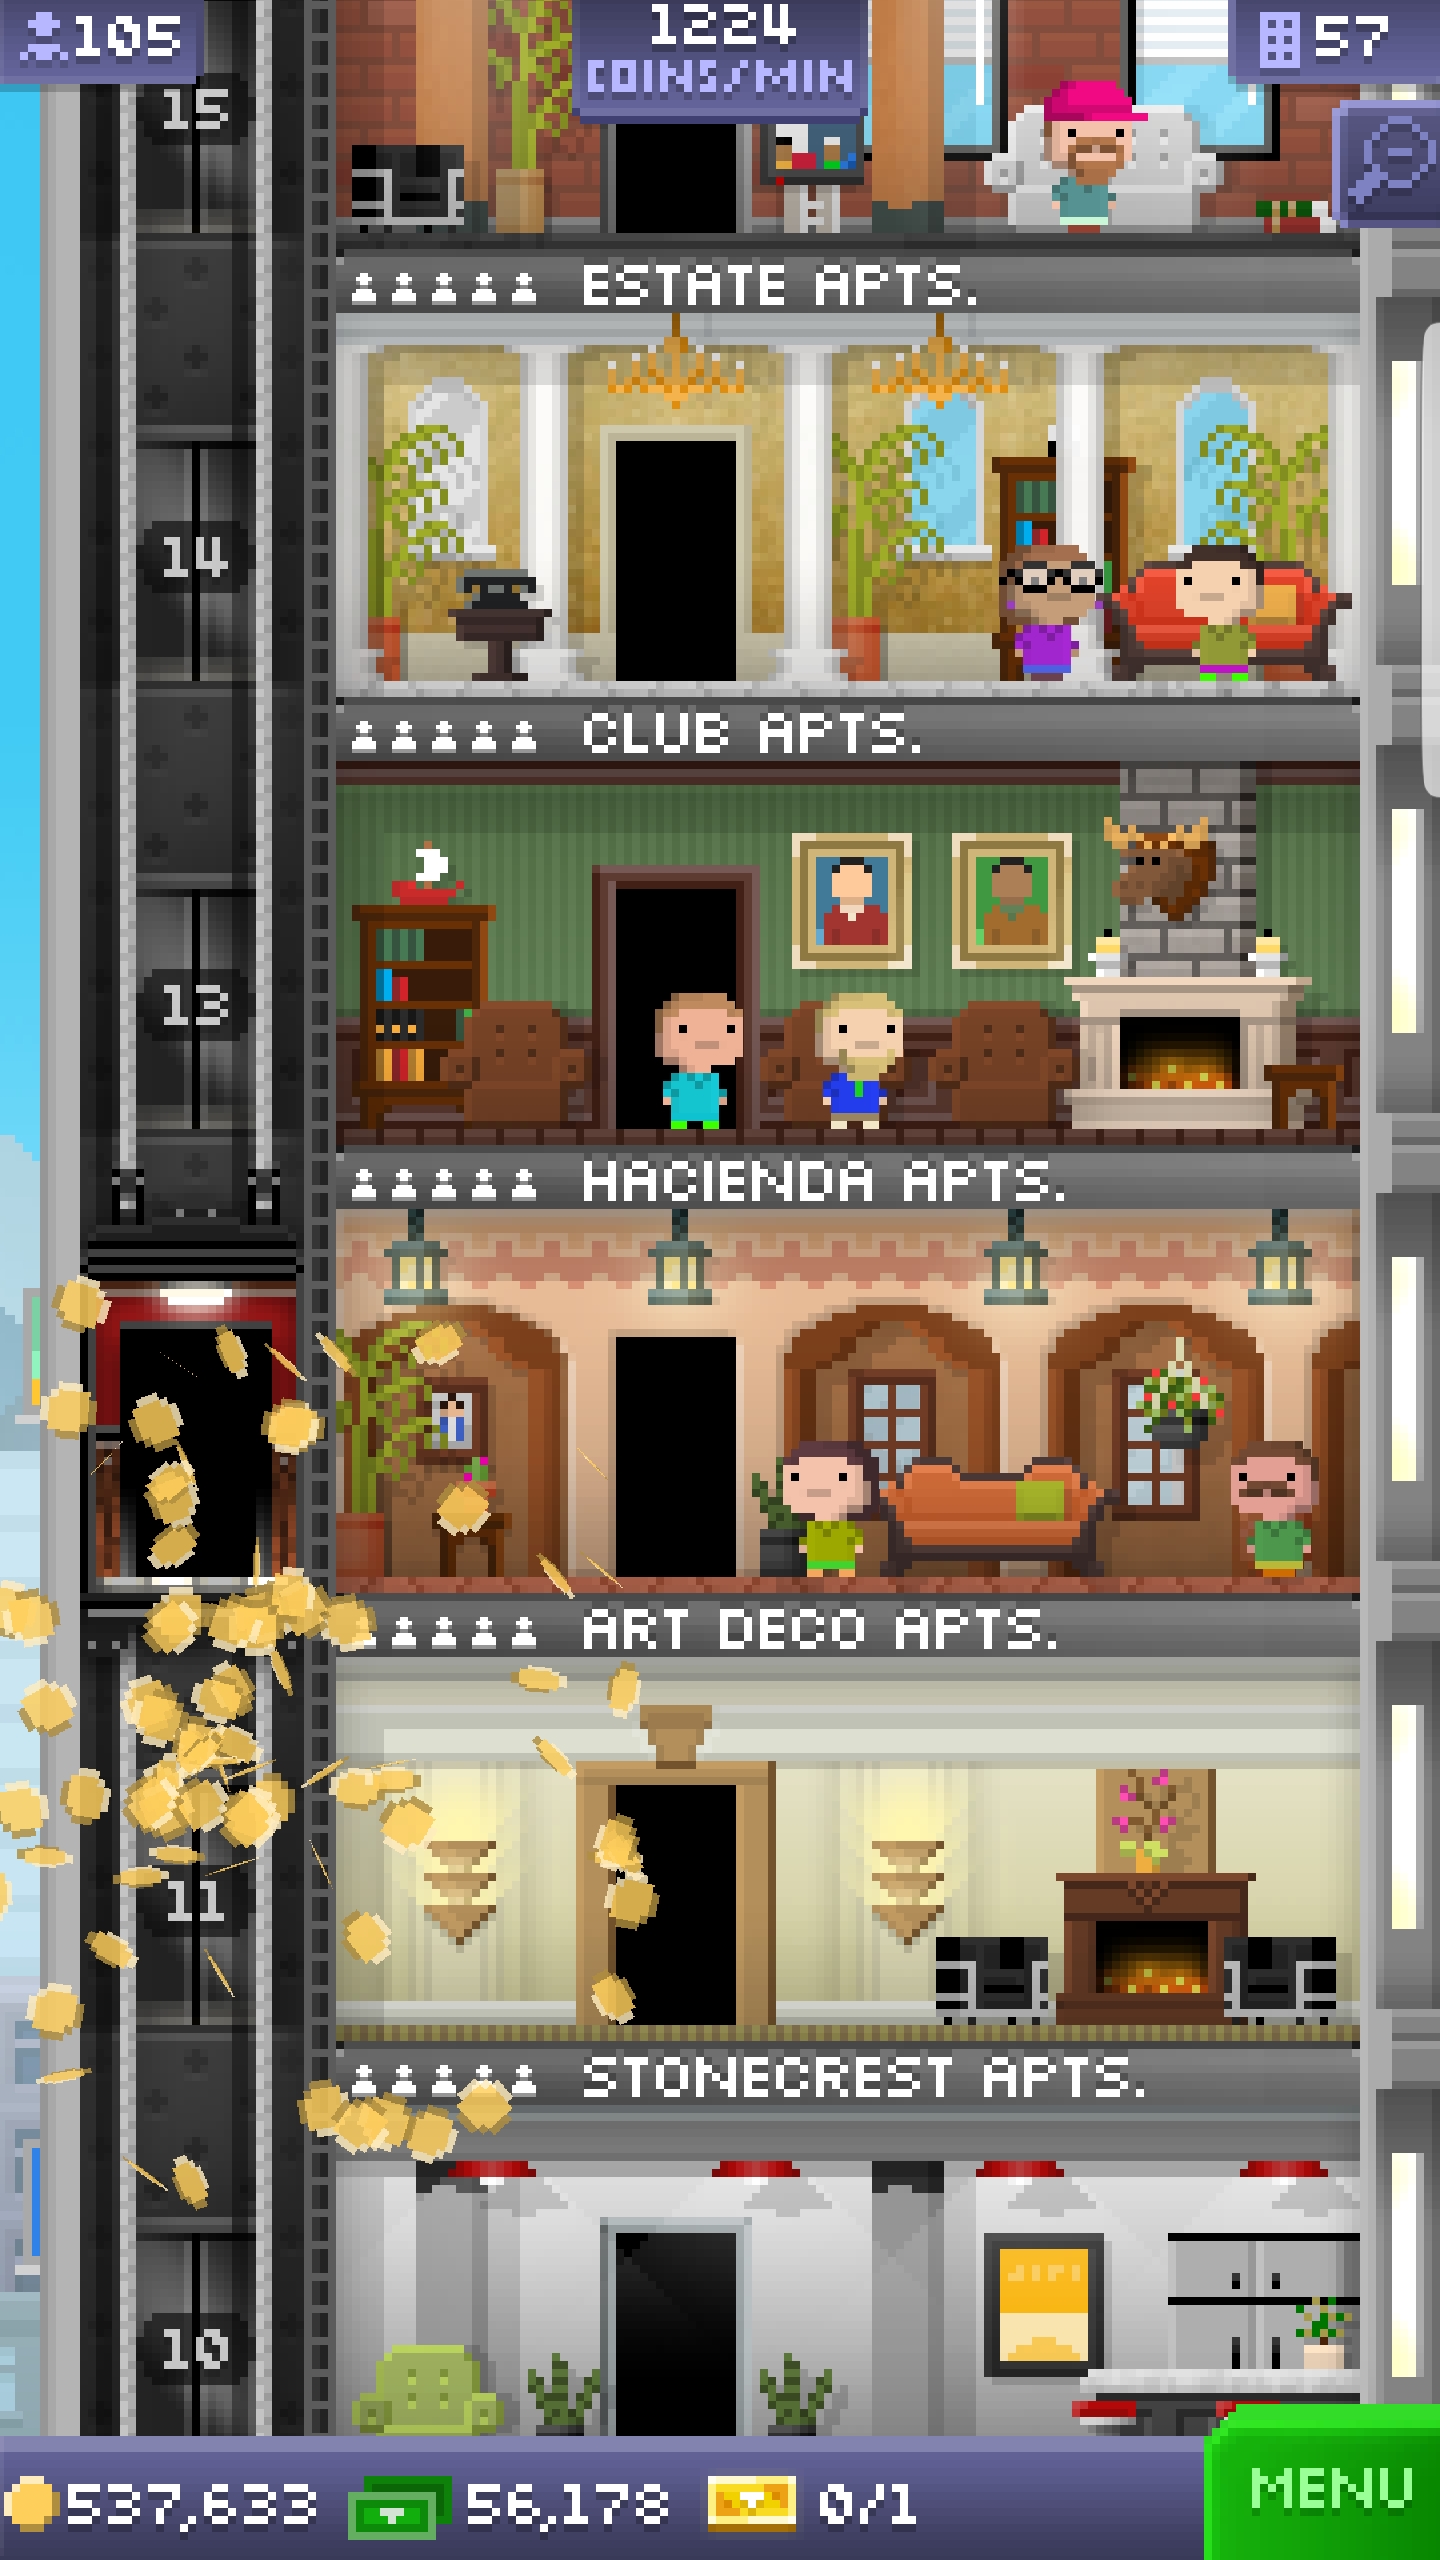 105
1224
COINS/MIN
57
15
ESTATE APTS.
14
CLUB APTS.
13
HACIENDA APTS.
ART DECO APTS.
11
STONECREST APTS.
10
537,633
56,178
0/1
MENU